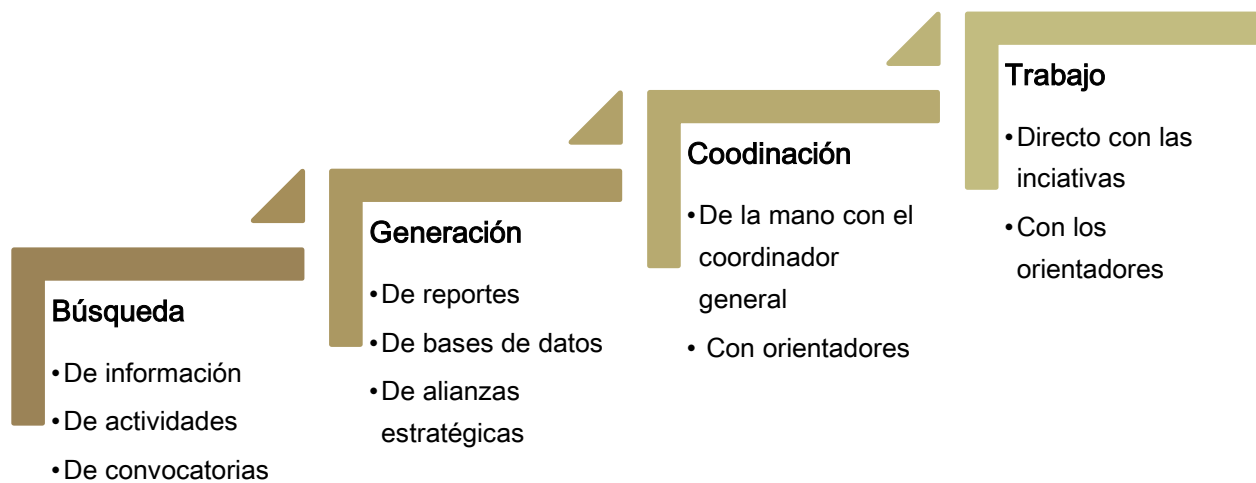 Búsqueda
•De información
•De actividades
•De convocatorias
Generación
•De reportes
•De bases de datos
•De alianzas
estratégicas
Coodinación
•De la mano con el
coordinador
general
• Con orientadores
Trabajo
•Directo con las
inciativas
•Con los
orientadores